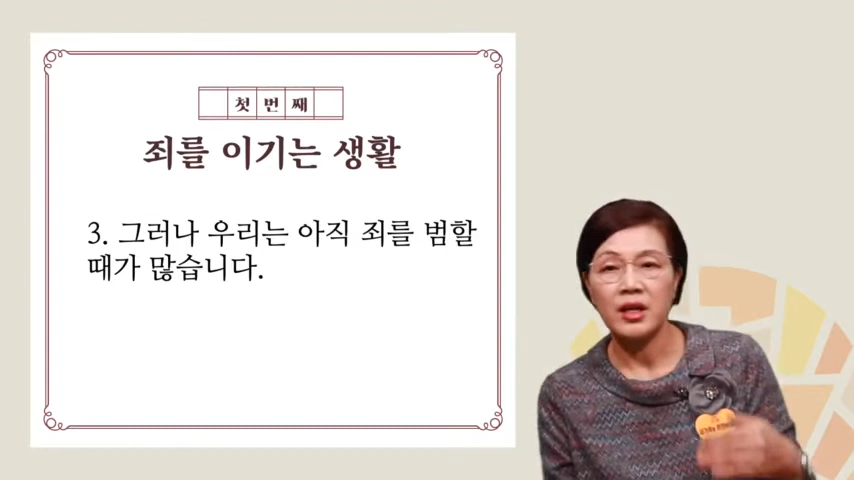 첫번째
죄를 이기는 생활
3. 그러나 우리는 아직 죄를 범할
때가 많습니다.